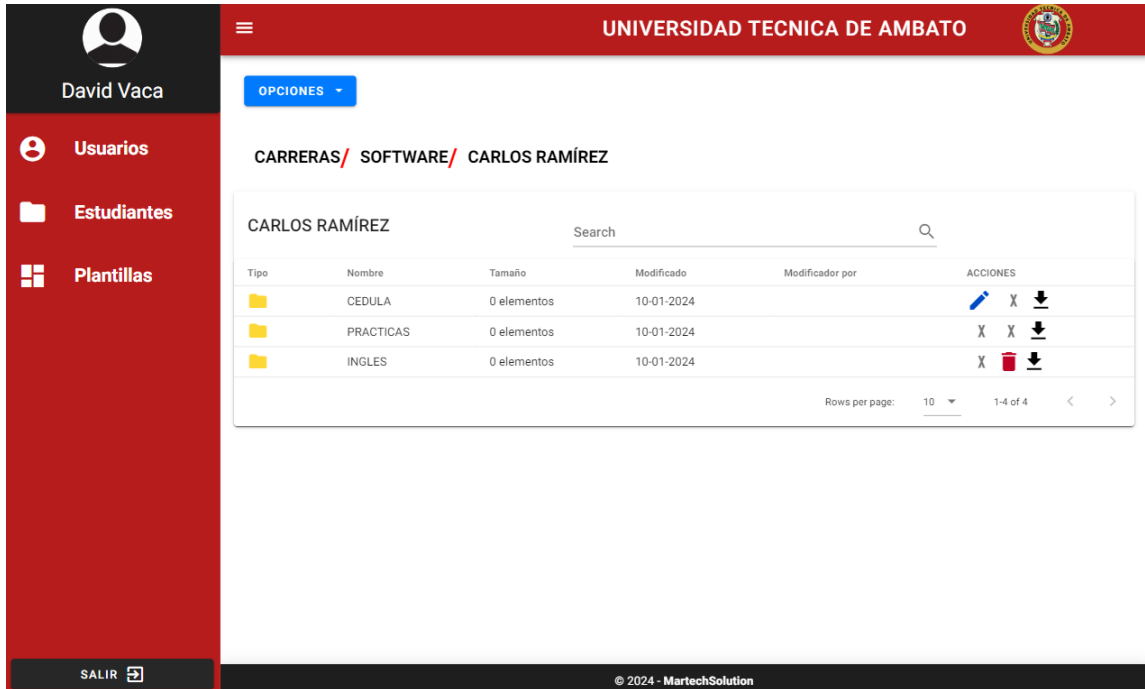 UNIVERSIDAD TECNICA DE AMBATO
David Vaca
OPCIONES
Usuarios
Estudiantes
Plantillas
CARRERAS/ SOFTWARE/ CARLOS RAMÍREZ
CARLOS RAMÍREZ
Search
Tipo Nombre Tamaño Modificado Modificador por ACCIONES
CEDULA 0 elementos 10-01-2024 X
PRACTICAS 0 elementos 10-01-2024 X X
INGLES 0 elementos 10-01-2024 X
Rows per page: 10 1-4 of 4
SALIR
© 2024 - MartechSolution